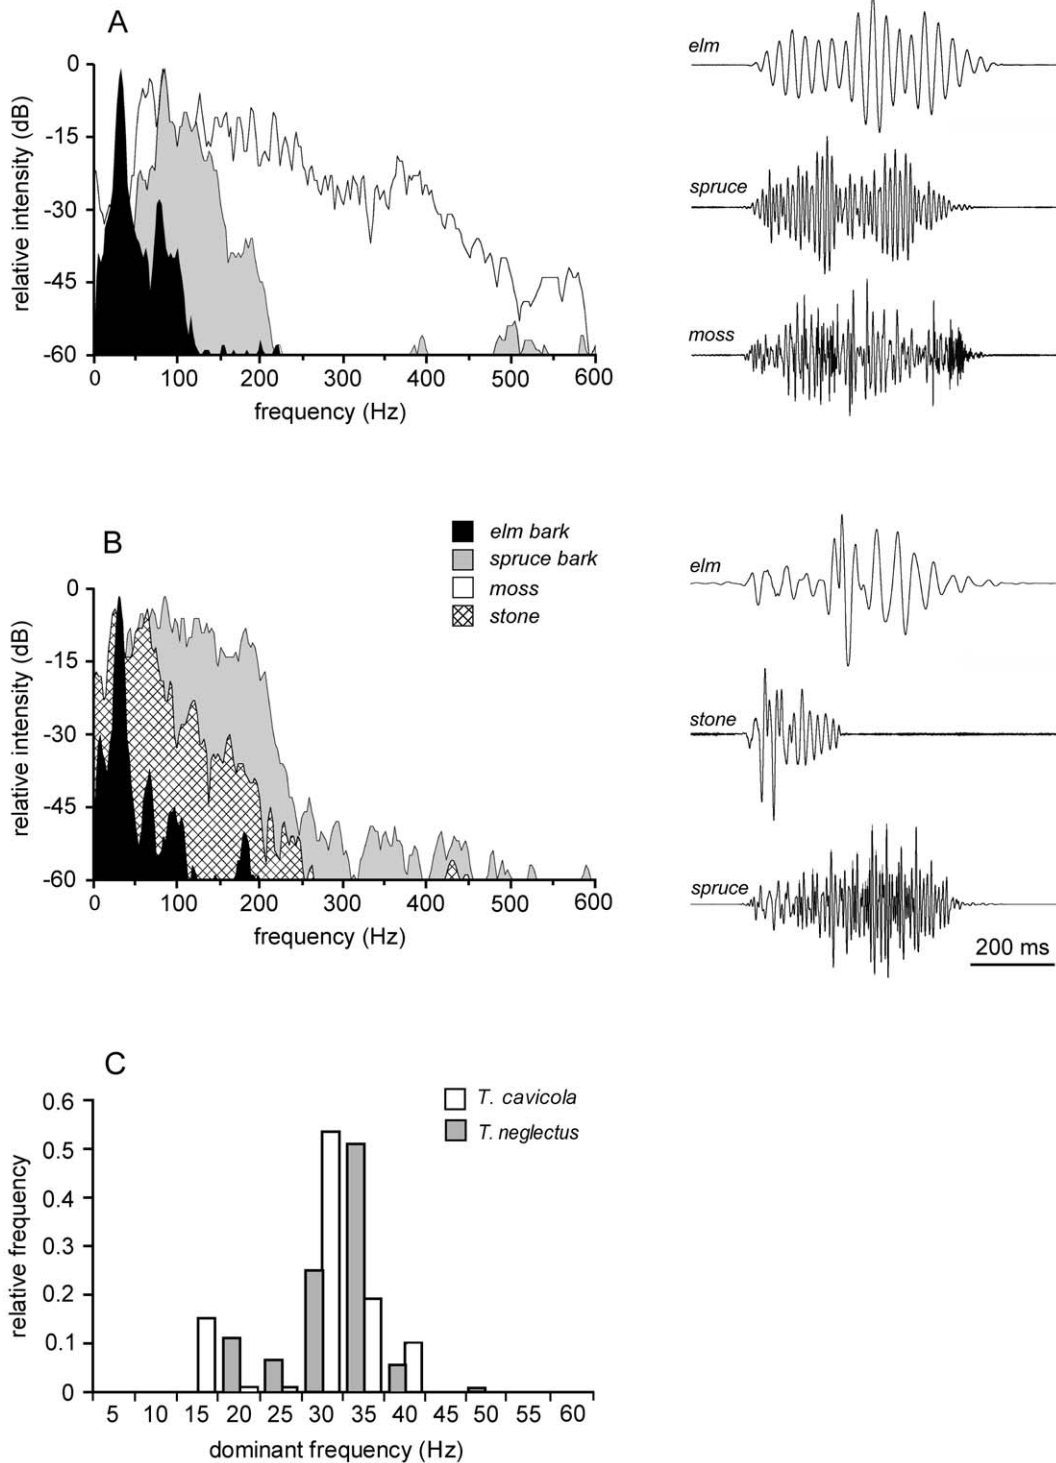 A
0
-15
-30
-45
-60
relative intensity (dB)
0 100 200 300 400 500 600
frequency (Hz)
elm
spruce
moss
B
elm bark
spruce bark
moss
stone
0
-15
-30
-45
-60
relative intensity (dB)
0 100 200 300 400 500 600
frequency (Hz)
elm
stone
spruce
200 ms
C
T. cavicola
T. neglectus
0.6
0.5
0.4
0.3
0.2
0.1
0
relative frequency
5 10 15 20 25 30 35 40 50 55 60
dominant frequency (Hz)